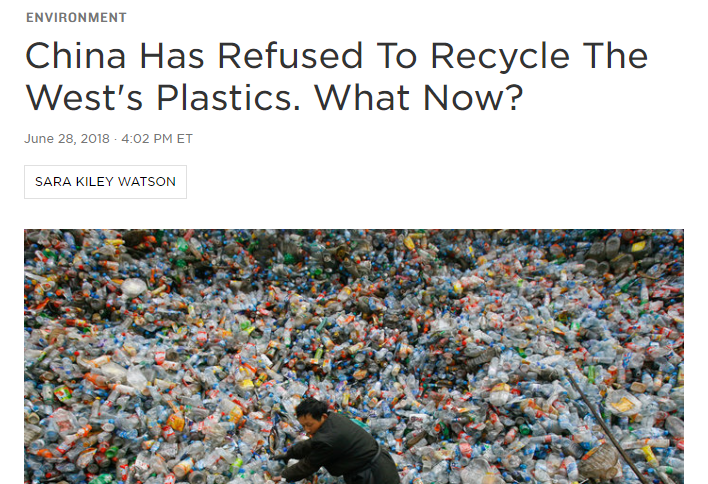 ENVIRONMENT
China Has Refused To Recycle The
West's Plastics. What Now?
June 28, 2018 · 4:02 PM ET
SARA KILEY WATSON